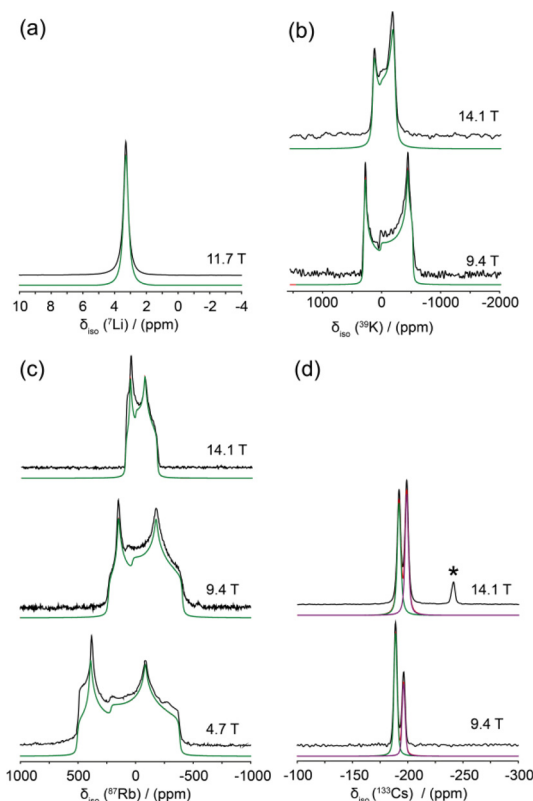 (a)
11.7 T
10 8 6 4 2 0 -2 -4
δiso (7Li) / (ppm)
(b)
14.1 T
9.4 T
1000 0 -1000 -2000
δiso (39K) / (ppm)
(c)
14.1 T
9.4 T
4.7 T
1000 500 0 -500 -1000
δiso (87Rb) / (ppm)
(d)
*
14.1 T
9.4 T
-100 -150 -200 -250 -300
δiso (133Cs) / (ppm)